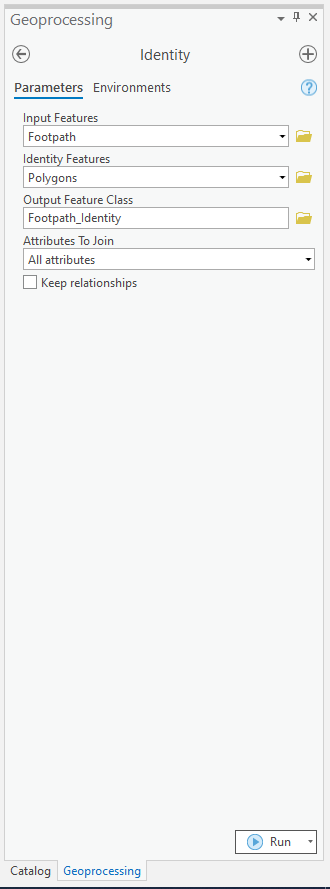 Geoprocessing
Identity
Parameters Environments
Input Features
Footpath
Identity Features
Polygons
Output Feature Class
Footpath_Identity
Attributes To Join
All attributes
Keep relationships
Run
Catalog Geoprocessing